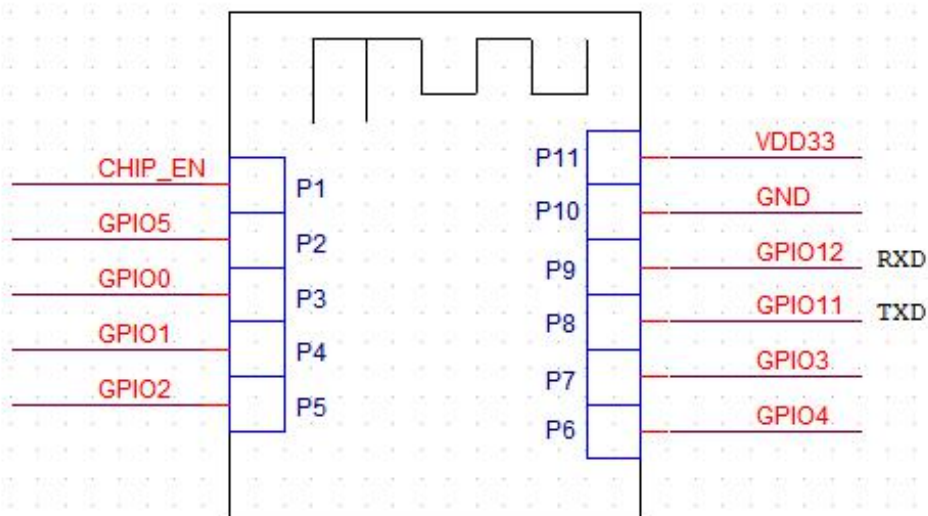 CHIP_EN P1
GPIO5 P2
GPIO0 P3
GPIO1 P4
GPIO2 P5
P11 VDD33
P10 GND
P9 GPIO12 RXD
P8 GPIO11 TXD
P7 GPIO3
P6 GPIO4